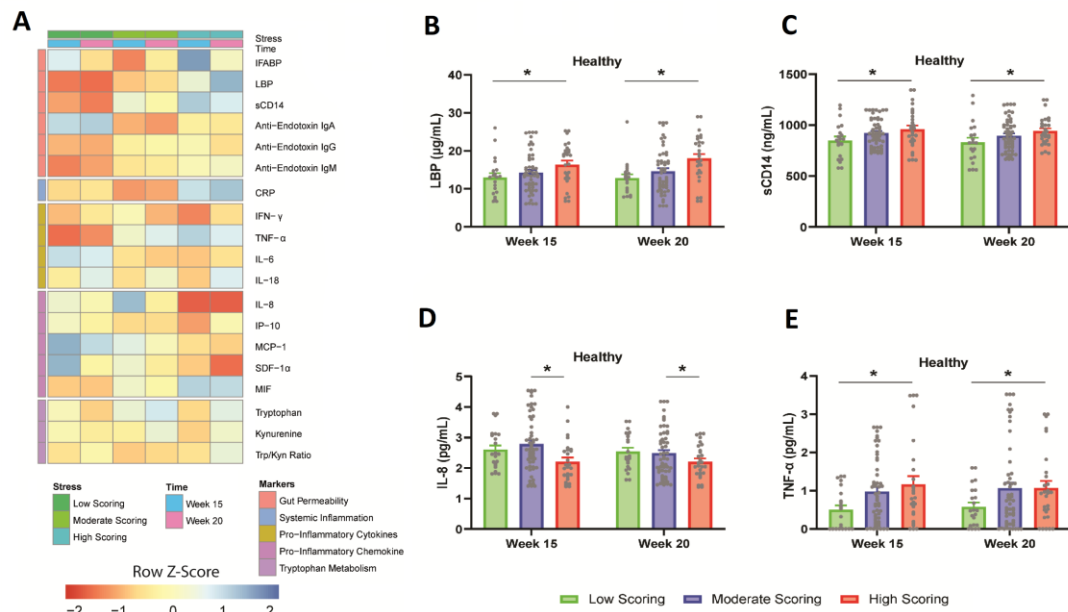 A
Stress
Time
IFABP
LBP
sCD14
Anti−Endotoxin IgA
Anti−Endotoxin IgG
Anti−Endotoxin IgM
CRP
IFN−γ
TNF−α
IL−6
IL−18
IL−8
IP−10
MCP−1
SDF−1α
MIF
Tryptophan
Kynurenine
Trp/Kyn Ratio
Stress
Low Scoring
Moderate Scoring
High Scoring
Time
Week 15
Week 20
Markers
Gut Permeability
Systemic Inflammation
Pro−Inflammatory Cytokines
Pro−Inflammatory Chemokine
Tryptophan Metabolism
Row Z-Score
−2 −1 0 1 2
B
Healthy
* *
LBP (µg/mL)
40
30
20
10
0
Week 15 Week 20
C
Healthy
* *
sCD14 (ng/mL)
1500
1000
500
0
Week 15 Week 20
D
Healthy
* *
IL-8 (pg/mL)
5
4
3
2
1
0
Week 15 Week 20
E
Healthy
* *
TNF-α (pg/mL)
4
3
2
1
0
Week 15 Week 20
Low Scoring Moderate Scoring High Scoring